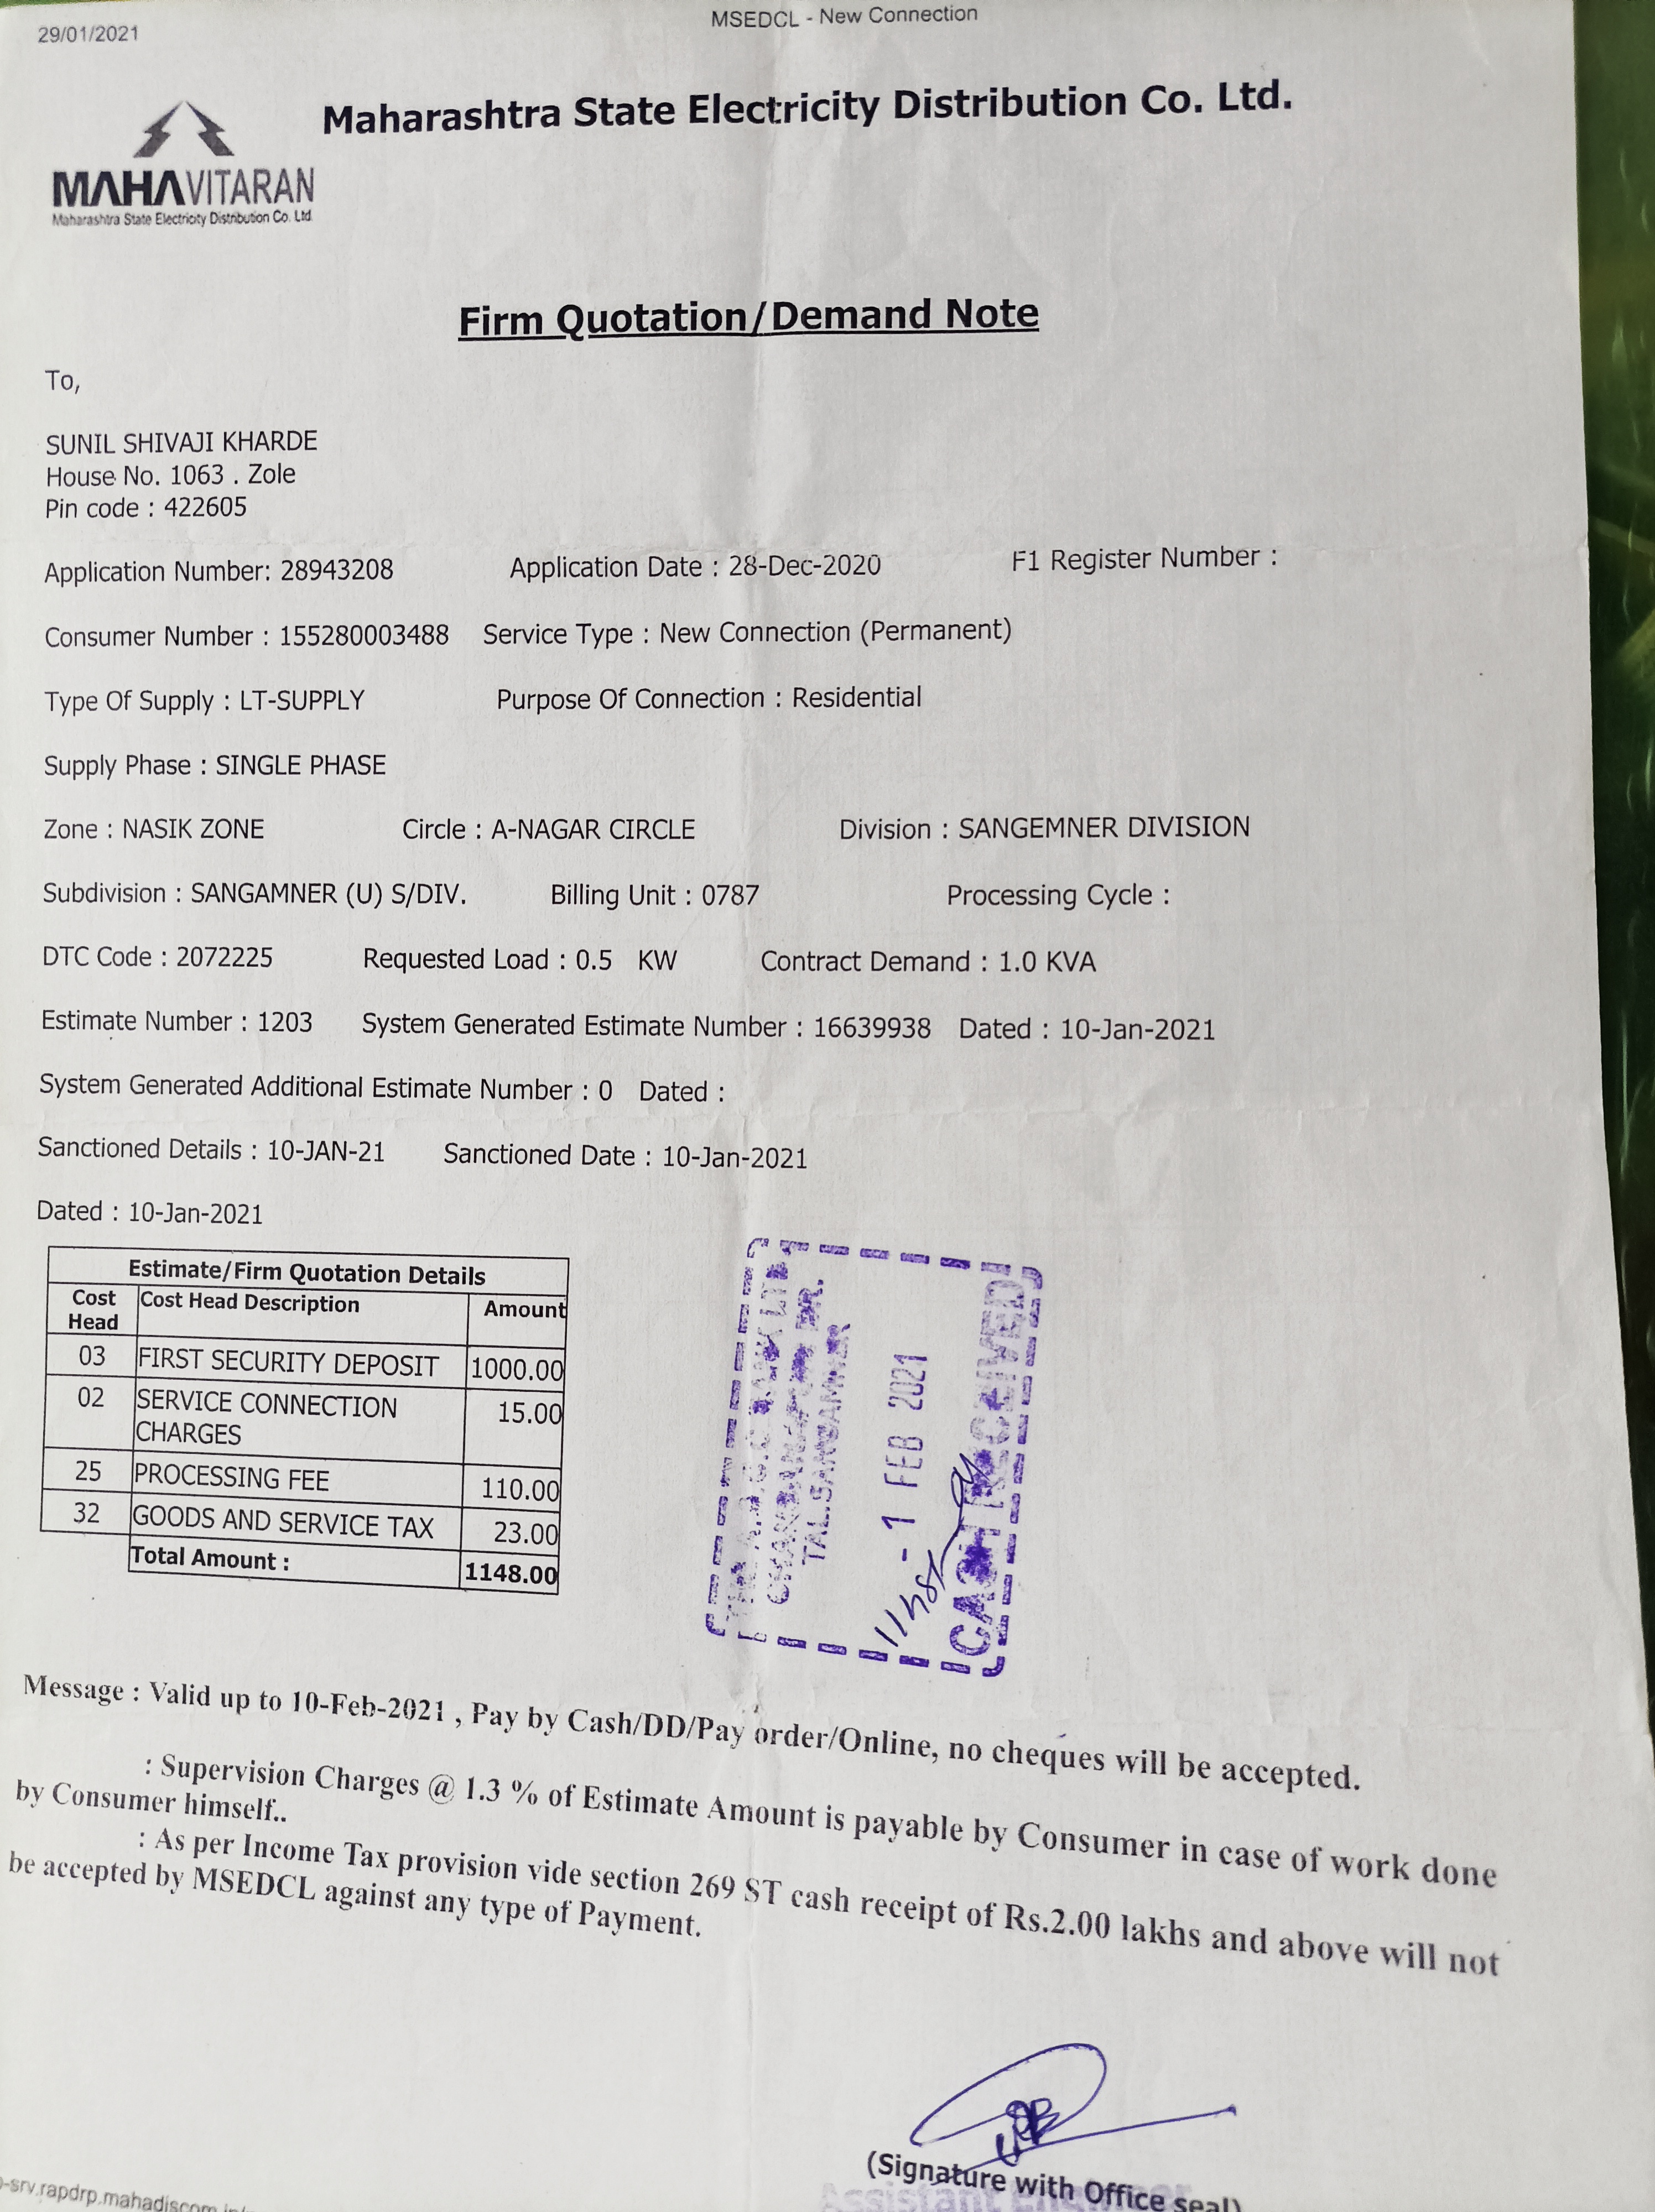 29/01/2021
MSEDCL - New Connection
Maharashtra State Electricity Distribution Co. Ltd.
MAHAVITARAN
Maharashtra State Electricity Distribution Co. Ltd.
Firm Quotation/Demand Note
To,
SUNIL SHIVAJI KHARDE
House No. 1063 . Zole
Pin code : 422605
Application Number: 28943208 Application Date : 28-Dec-2020 F1 Register Number :
Consumer Number : 155280003488 Service Type : New Connection (Permanent)
Type Of Supply : LT-SUPPLY Purpose Of Connection : Residential
Supply Phase : SINGLE PHASE
Zone : NASIK ZONE Circle : A-NAGAR CIRCLE Division : SANGEMNER DIVISION
Subdivision : SANGAMNER (U) S/DIV. Billing Unit : 0787 Processing Cycle :
DTC Code : 2072225 Requested Load : 0.5 KW Contract Demand : 1.0 KVA
Estimate Number : 1203 System Generated Estimate Number : 16639938 Dated : 10-Jan-2021
System Generated Additional Estimate Number : 0 Dated :
Sanctioned Details : 10-JAN-21 Sanctioned Date : 10-Jan-2021
Dated : 10-Jan-2021
Estimate/Firm Quotation Details
Cost Head Cost Head Description Amount
03 FIRST SECURITY DEPOSIT 1000.00
02 SERVICE CONNECTION CHARGES 15.00
25 PROCESSING FEE 110.00
32 GOODS AND SERVICE TAX 23.00
Total Amount : 1148.00
BANK LTD
BR.
TAL.SANGAMNER
- 1 FEB 2021
1148/-
CASH RECEIVED
Message : Valid up to 10-Feb-2021 , Pay by Cash/DD/Pay order/Online, no cheques will be accepted.
: Supervision Charges @ 1.3 % of Estimate Amount is payable by Consumer in case of work done
by Consumer himself..
: As per Income Tax provision vide section 269 ST cash receipt of Rs.2.00 lakhs and above will not
be accepted by MSEDCL against any type of Payment.
(Signature with Office seal)
Assistant Engineer
-srv.rapdrp.mahadiscom.in/